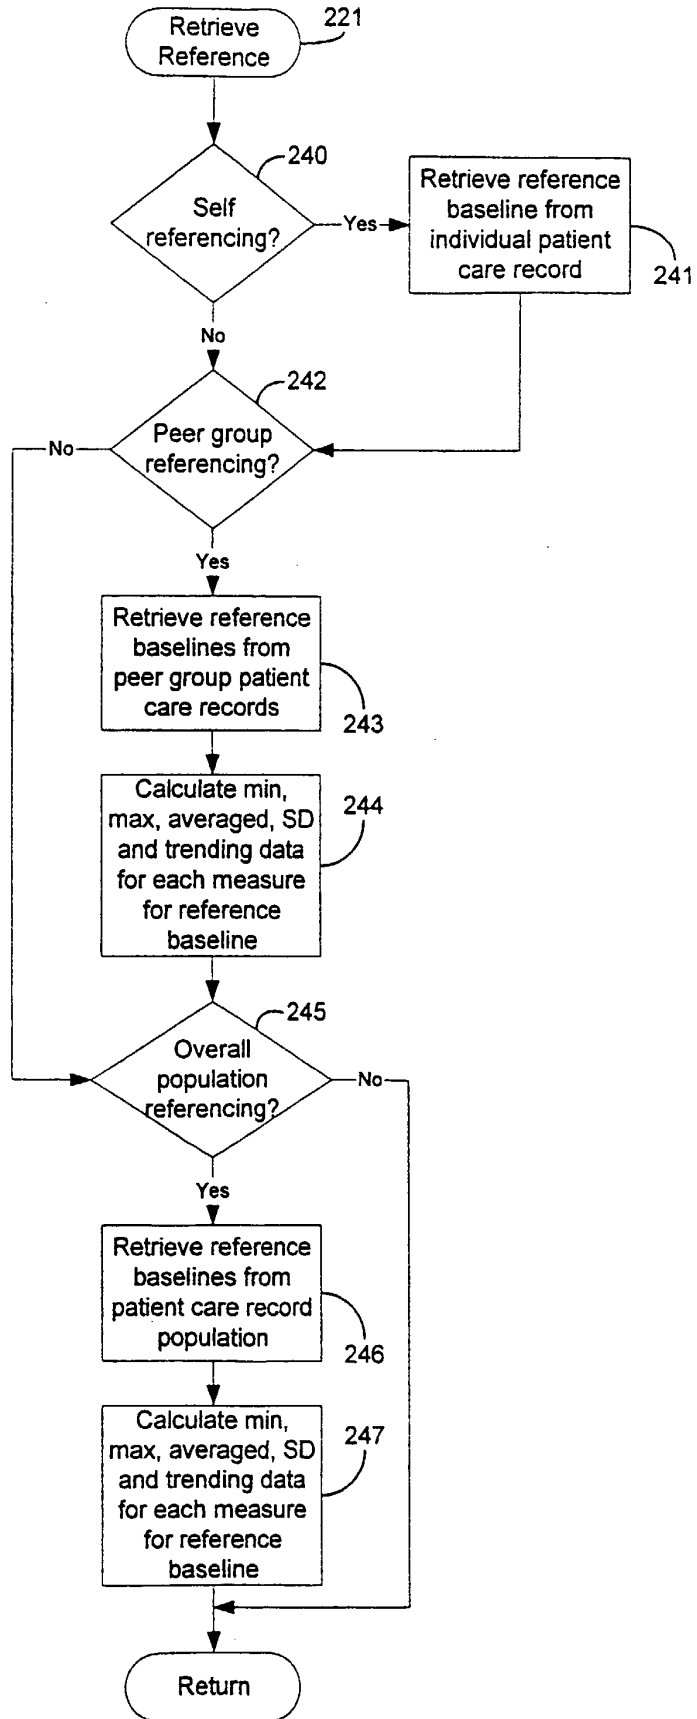 Retrieve
Reference
221
240
Self
referencing?
Yes
Retrieve reference
baseline from
individual patient
care record
241
No
242
Peer group
referencing?
No
Yes
Retrieve reference
baselines from
peer group patient
care records
243
Calculate min,
max, averaged, SD
and trending data
for each measure
for reference
baseline
244
245
Overall
population
referencing?
No
Yes
Retrieve reference
baselines from
patient care record
population
246
Calculate min,
max, averaged, SD
and trending data
for each measure
for reference
baseline
247
Return